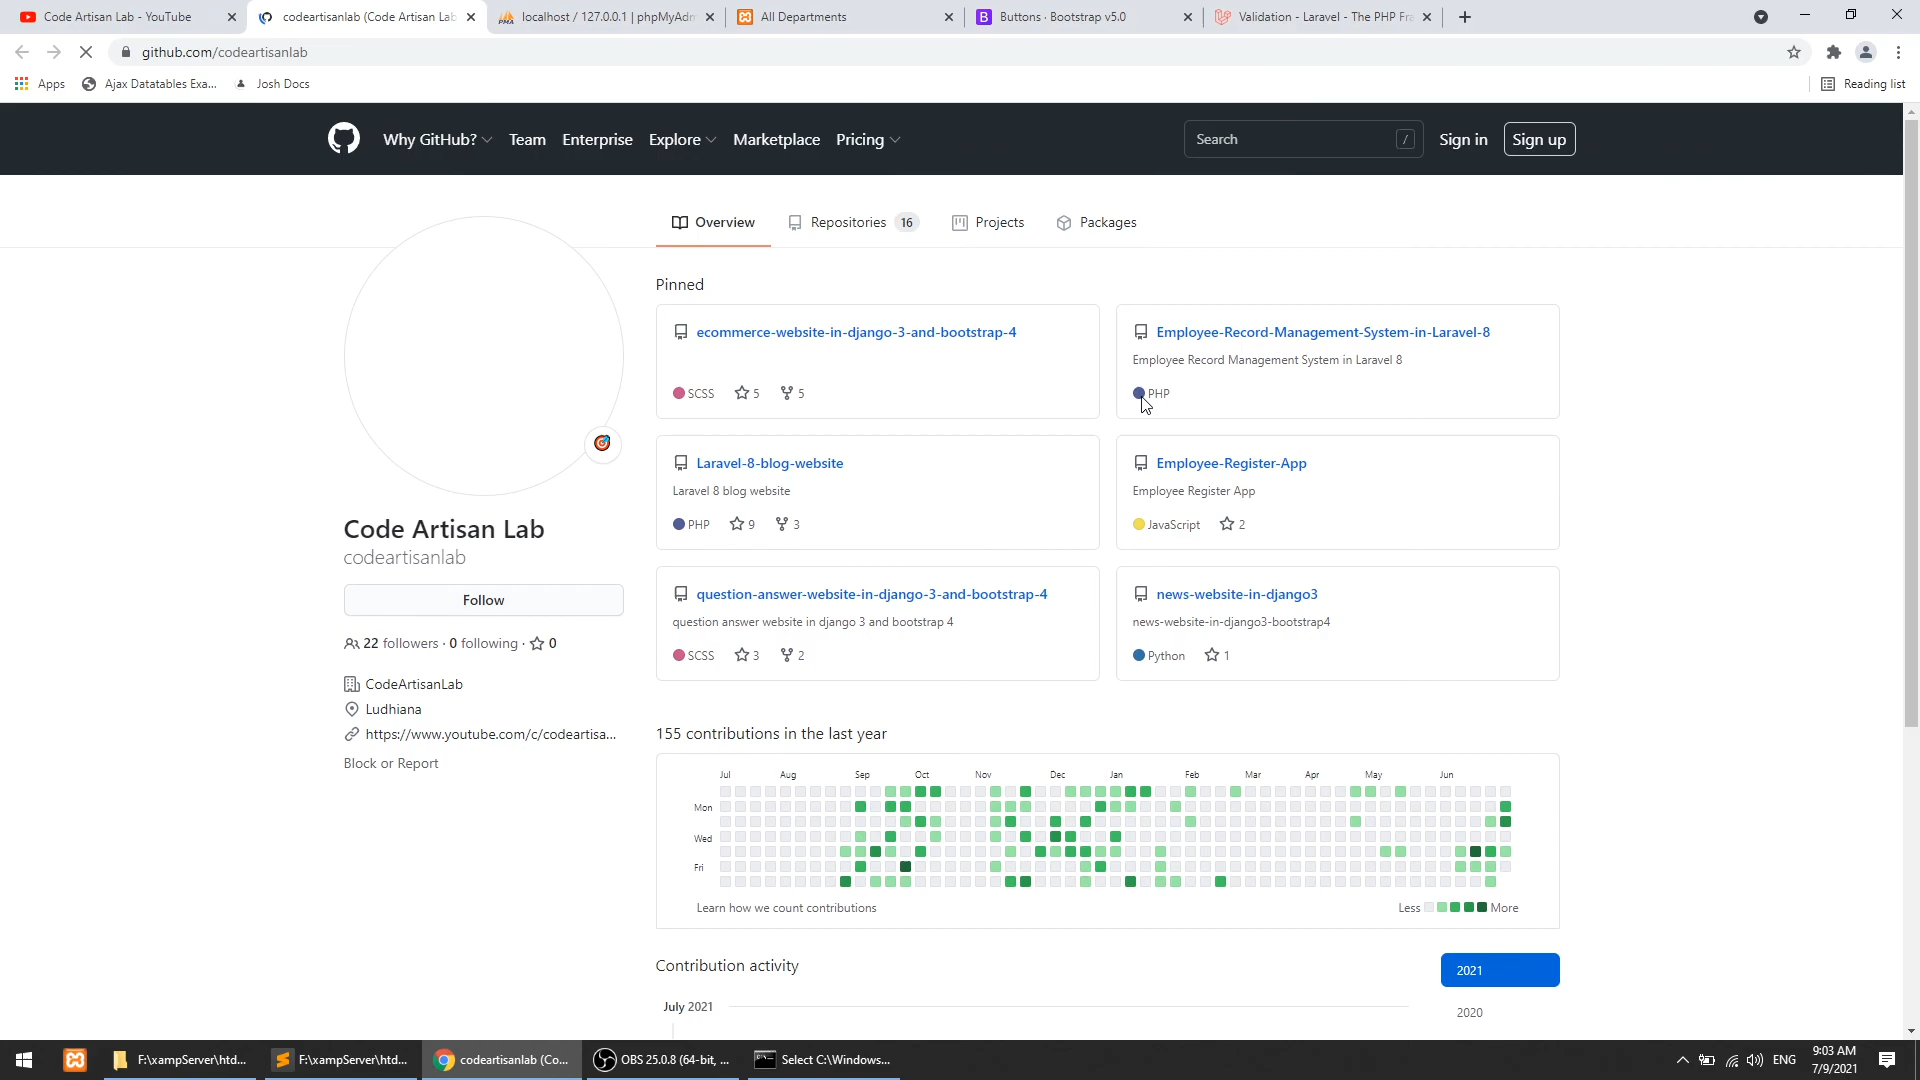 Code Artisan Lab - YouTube
codeartisanlab (Code Artisan Lab
localhost / 127.0.0.1 | phpMyAdm
All Departments
Buttons · Bootstrap v5.0
Validation - Laravel - The PHP Fra
github.com/codeartisanlab
Apps
Ajax Datatables Exa...
Josh Docs
Reading list
Why GitHub?
Team
Enterprise
Explore
Marketplace
Pricing
Search
/
Sign in
Sign up
Overview
Repositories 16
Projects
Packages
Pinned
ecommerce-website-in-django-3-and-bootstrap-4
SCSS 5 5
Employee-Record-Management-System-in-Laravel-8
Employee Record Management System in Laravel 8
PHP
Laravel-8-blog-website
Laravel 8 blog website
PHP 9 3
Employee-Register-App
Employee Register App
JavaScript 2
question-answer-website-in-django-3-and-bootstrap-4
question answer website in django 3 and bootstrap 4
SCSS 3 2
news-website-in-django3
news-website-in-django3-bootstrap4
Python 1
Code Artisan Lab
codeartisanlab
Follow
22 followers · 0 following · 0
CodeArtisanLab
Ludhiana
https://www.youtube.com/c/codeartisa...
Block or Report
155 contributions in the last year
Jul Aug Sep Oct Nov Dec Jan Feb Mar Apr May Jun
Mon
Wed
Fri
Learn how we count contributions
Less More
Contribution activity
2021
July 2021
2020
F:\xampServer\htd...
F:\xampServer\htd...
codeartisanlab (Co...
OBS 25.0.8 (64-bit, ...
Select C:\Windows...
ENG
9:03 AM
7/9/2021